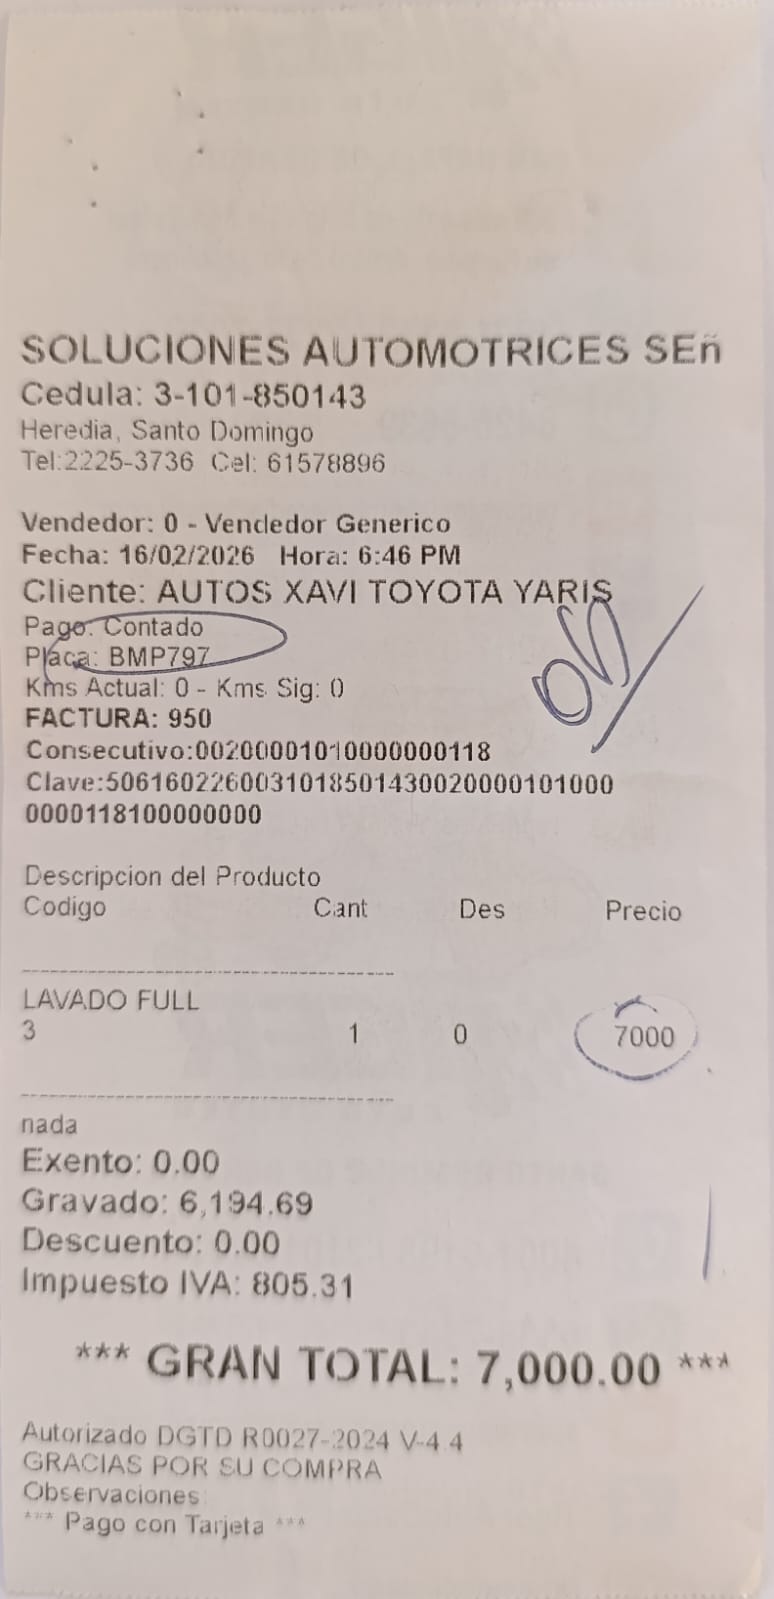 SOLUCIONES AUTOMOTRICES SEñ
Cedula: 3-101-850143
Heredia, Santo Domingo
Tel:2225-3736 Cel: 61578896
Vendedor: 0 - Vendedor Generico
Fecha: 16/02/2026 Hora: 6:46 PM
Cliente: AUTOS XAVI TOYOTA YARIS
Pago: Contado
Placa: BMP797
Kms Actual: 0 - Kms Sig: 0
FACTURA: 950
Consecutivo:00200001010000000118
Clave:5061602260031018501430020000101000
0000118100000000
Descripcion del Producto
Codigo Cant Des Precio
LAVADO FULL
3 1 0 7000
nada
Exento: 0.00
Gravado: 6,194.69
Descuento: 0.00
Impuesto IVA: 805.31
*** GRAN TOTAL: 7,000.00 ***
Autorizado DGTD R0027-2024 V-4.4
GRACIAS POR SU COMPRA
Observaciones
*** Pago con Tarjeta ***